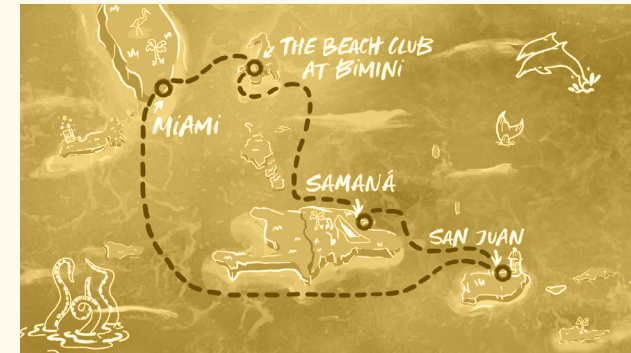 THE BEACH CLUB
AT BIMINI
MIAMI
SAMANÁ
SAN JUAN